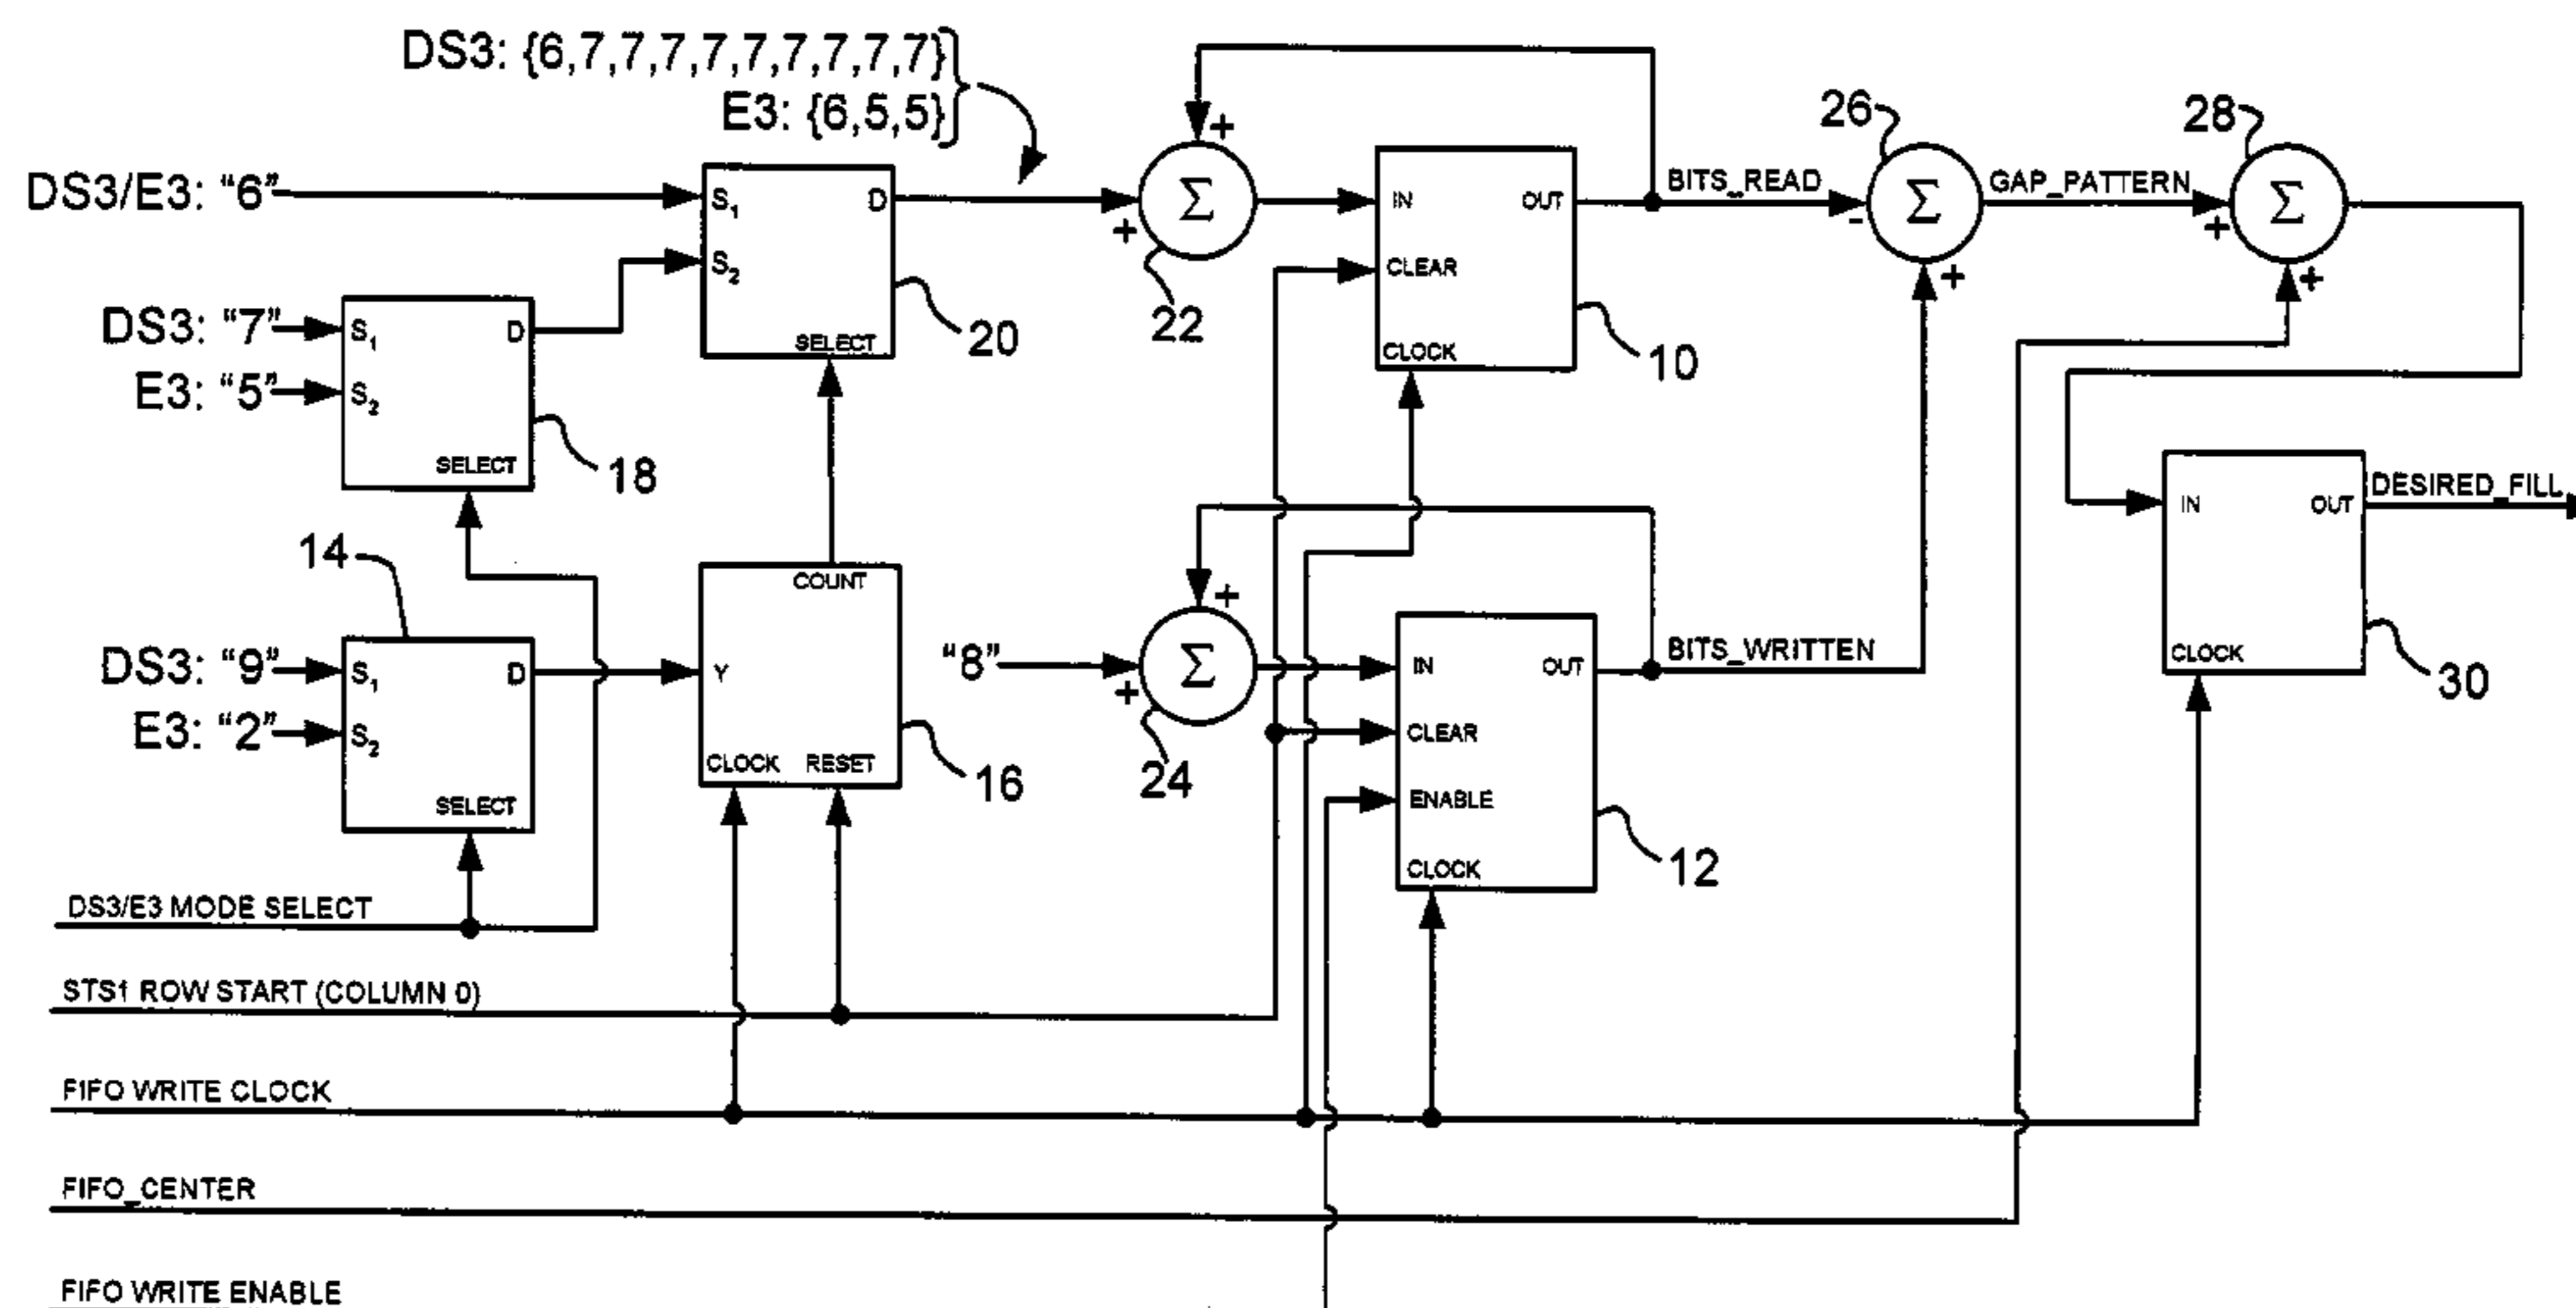 DS3: {6,7,7,7,7,7,7,7,7,7}
E3: {6,5,5}
26
28
DS3/E3: “6”
S1
D
S2
SELECT
20
22
IN
OUT
CLEAR
CLOCK
10
BITS_READ
+
+
-
+
GAP_PATTERN
+
+
Σ
Σ
Σ
DS3: “7”
E3: “5”
S1
D
S2
SELECT
18
14
DS3: “9”
E3: “2”
S1
D
S2
SELECT
COUNT
Y
CLOCK
RESET
16
“8”
+
+
Σ
24
IN
OUT
CLEAR
ENABLE
CLOCK
12
BITS_WRITTEN
IN
OUT
CLOCK
30
DESIRED_FILL
DS3/E3 MODE SELECT
STS1 ROW START (COLUMN 0)
FIFO WRITE CLOCK
FIFO_CENTER
FIFO WRITE ENABLE